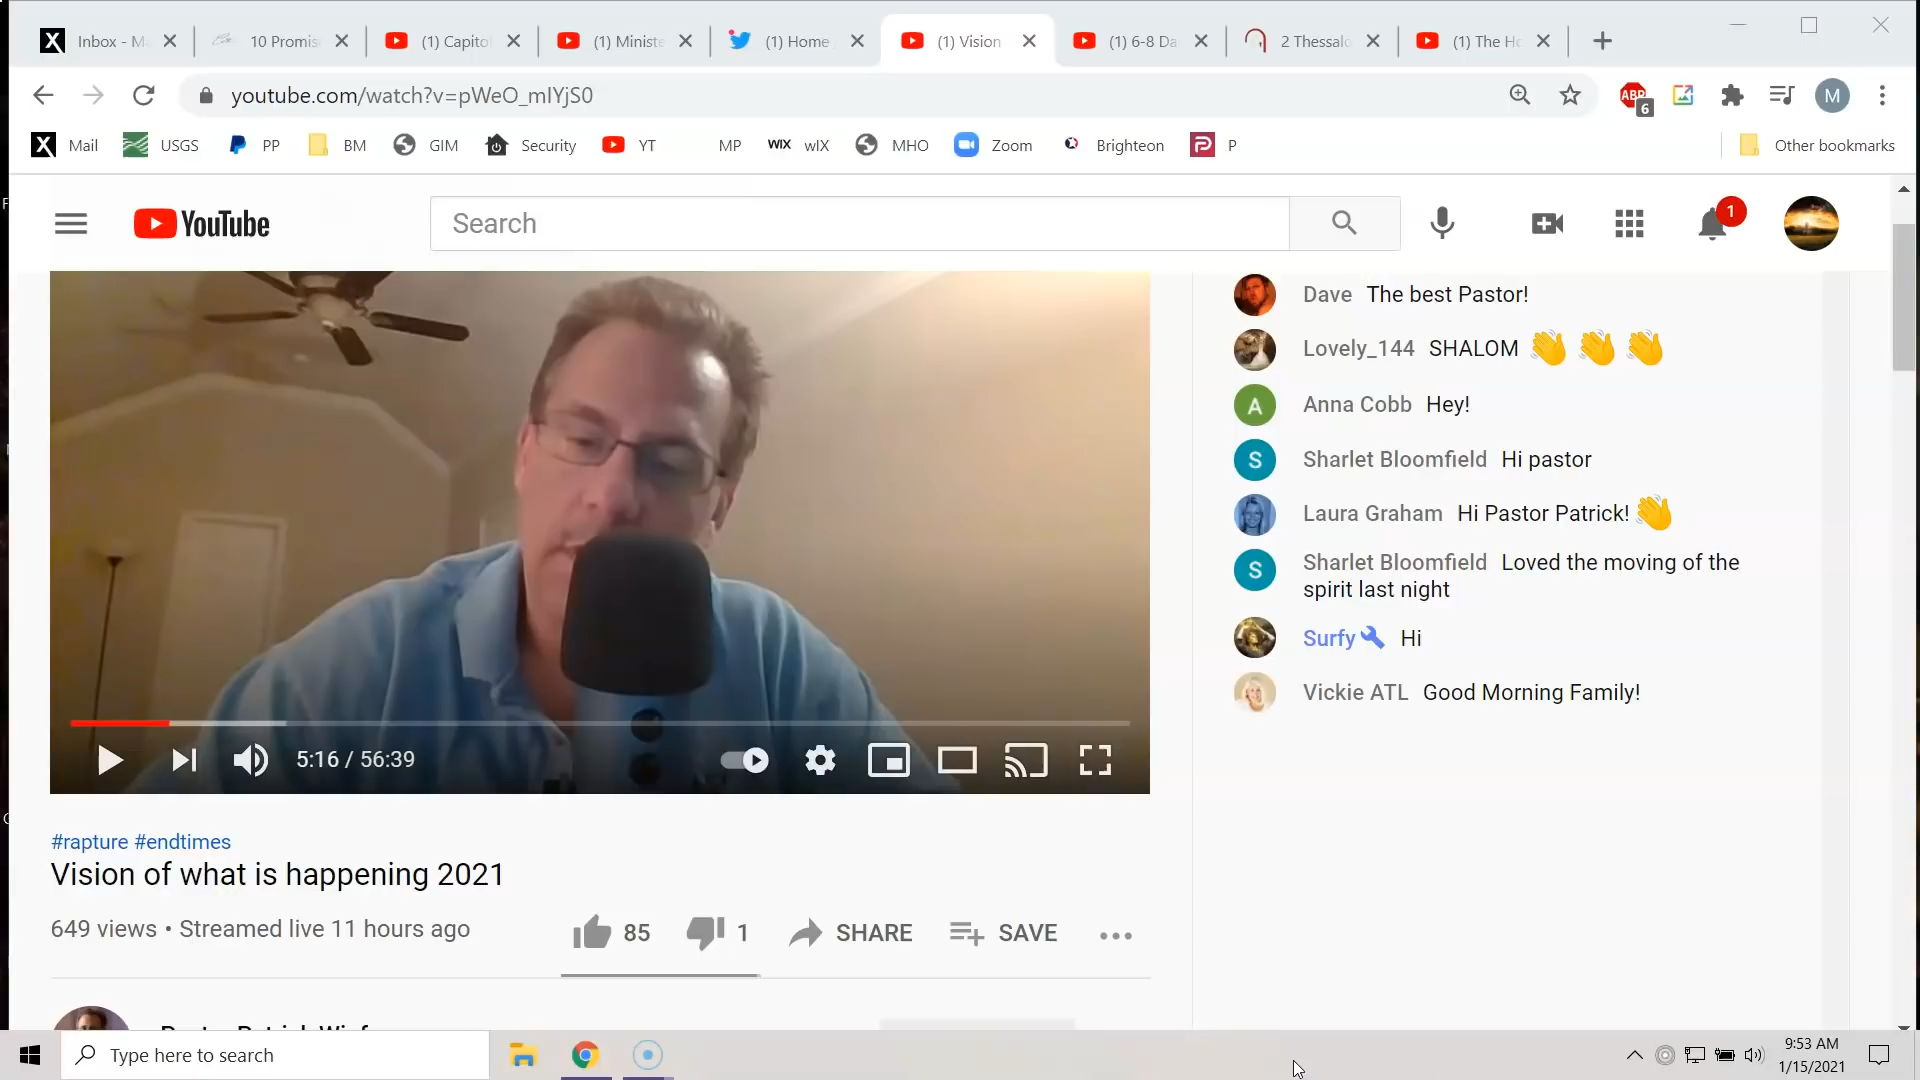 Inbox - M
10 Promis
(1) Capito
(1) Ministe
(1) Home
(1) Vision
(1) 6-8 Da
2 Thessalo
(1) The He
youtube.com/watch?v=pWeO_mIYjS0
ABP
6
M
Mail
USGS
PP
BM
GIM
Security
YT
MP
WIX
wIX
MHO
Zoom
Brighteon
P
Other bookmarks
YouTube
Search
1
Dave The best Pastor!
Lovely_144 SHALOM 👋 👋 👋
A
Anna Cobb Hey!
S
Sharlet Bloomfield Hi pastor
Laura Graham Hi Pastor Patrick! 👋
S
Sharlet Bloomfield Loved the moving of the
spirit last night
Surfy Hi
Vickie ATL Good Morning Family!
5:16 / 56:39
#rapture #endtimes
Vision of what is happening 2021
649 views • Streamed live 11 hours ago
85
1
SHARE
SAVE
Type here to search
9:53 AM
1/15/2021